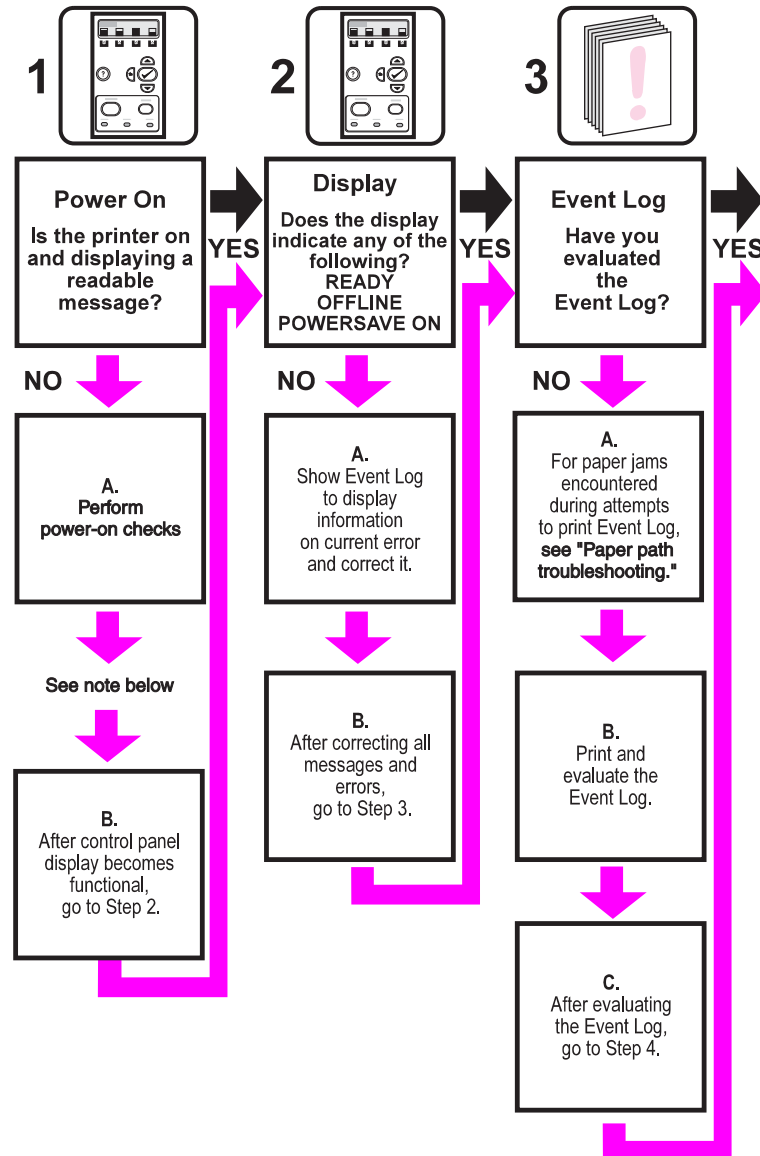 1
Power On
Is the printer on
and displaying a
readable
message?
YES
NO
A.
Perform
power-on checks
See note below
B.
After control panel
display becomes
functional,
go to Step 2.
2
Display
Does the display
indicate any of the
following?
READY
OFFLINE
POWERSAVE ON
YES
NO
A.
Show Event Log
to display
information
on current error
and correct it.
B.
After correcting all
messages and
errors,
go to Step 3.
3
Event Log
Have you
evaluated
the
Event Log?
YES
NO
A.
For paper jams
encountered
during attempts
to print Event Log,
see "Paper path
troubleshooting."
B.
Print and
evaluate the
Event Log.
C.
After evaluating
the Event Log,
go to Step 4.